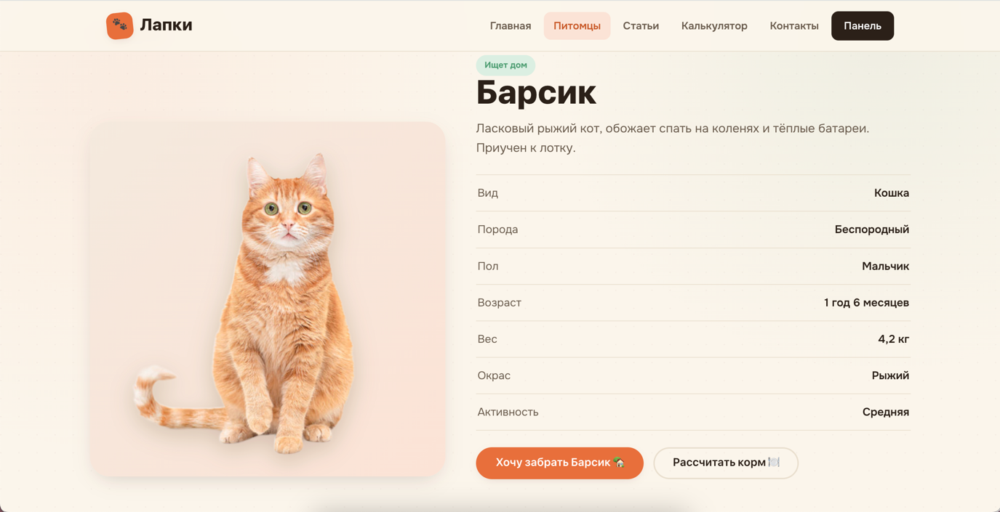 Лапки
Главная
Питомцы
Статьи
Калькулятор
Контакты
Панель
Ищет дом
Барсик
Ласковый рыжий кот, обожает спать на коленях и тёплые батареи.
Приучен к лотку.
Вид Кошка
Порода Беспородный
Пол Мальчик
Возраст 1 год 6 месяцев
Вес 4,2 кг
Окрас Рыжий
Активность Средняя
Хочу забрать Барсик 🏡
Рассчитать корм 🍽️